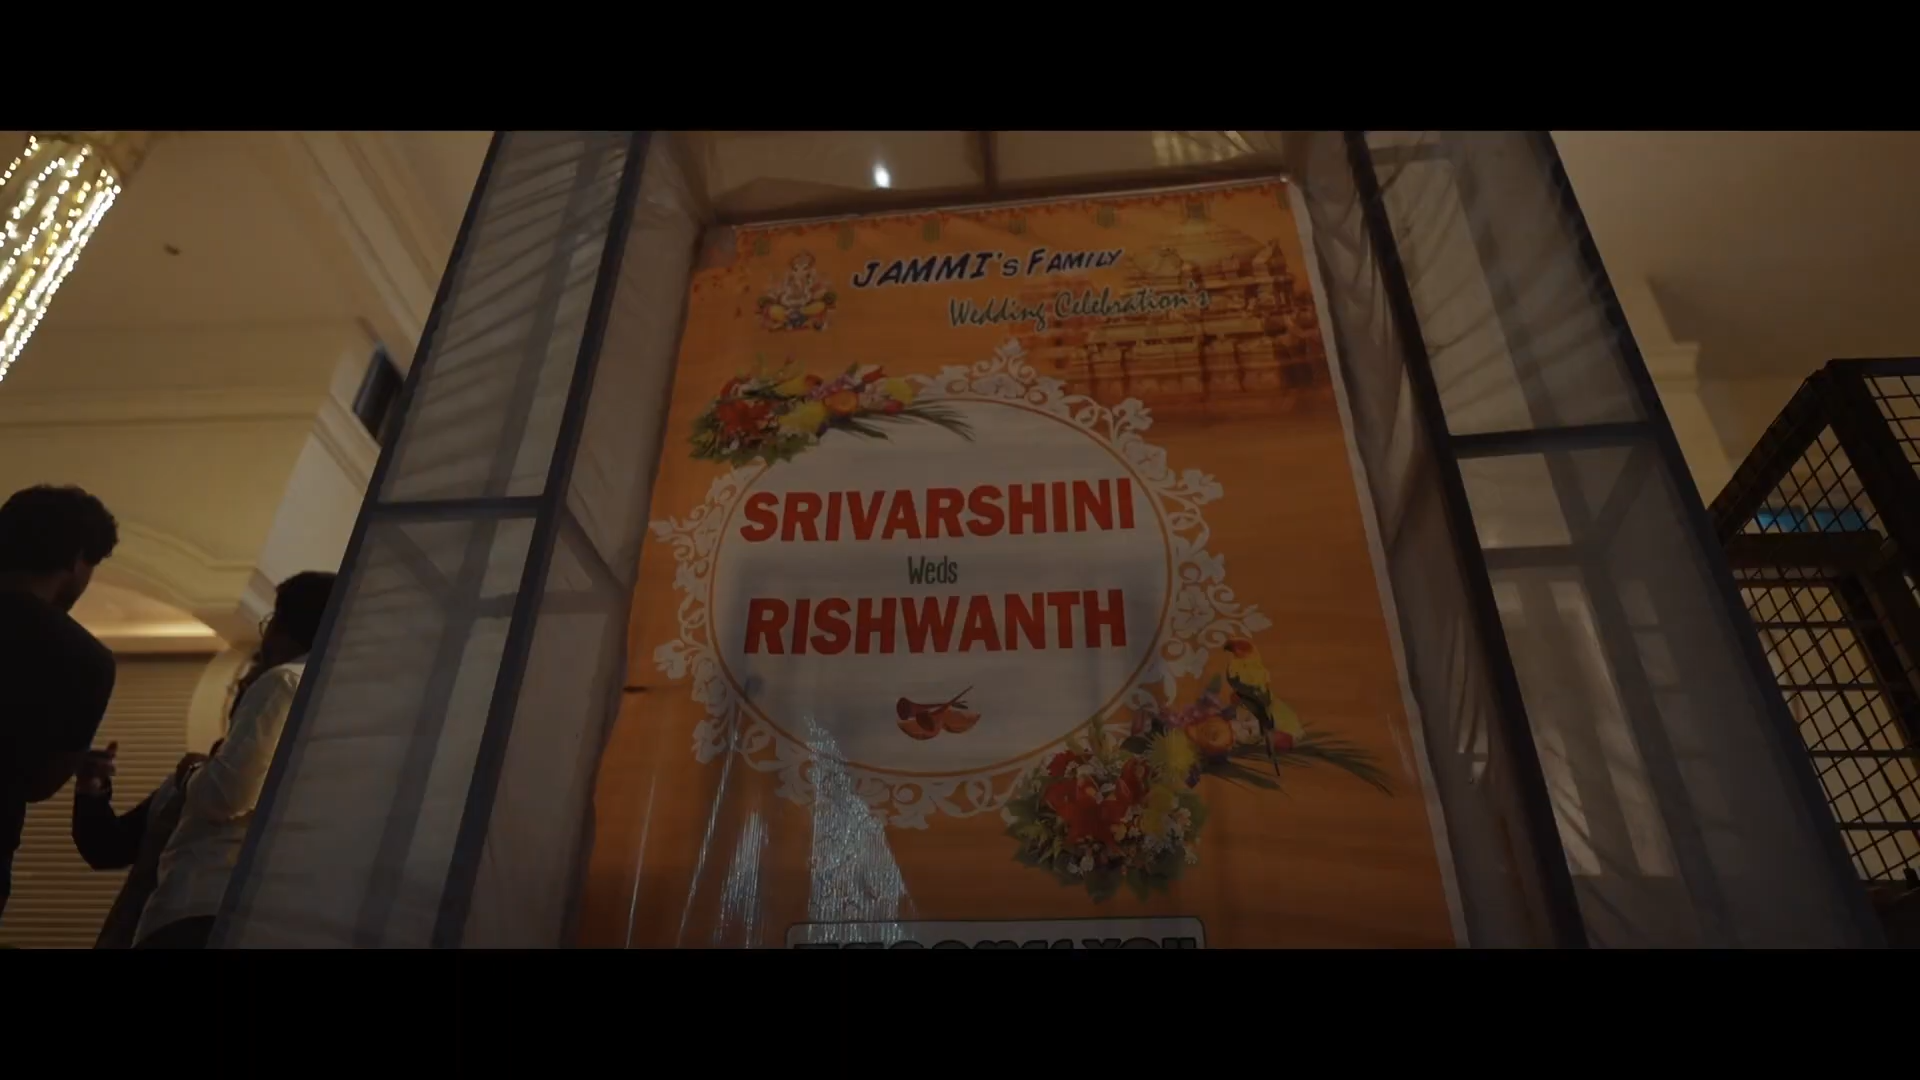 JAMMI's FAMILY
Wedding Celebration's
SRIVARSHINI
Weds
RISHWANTH